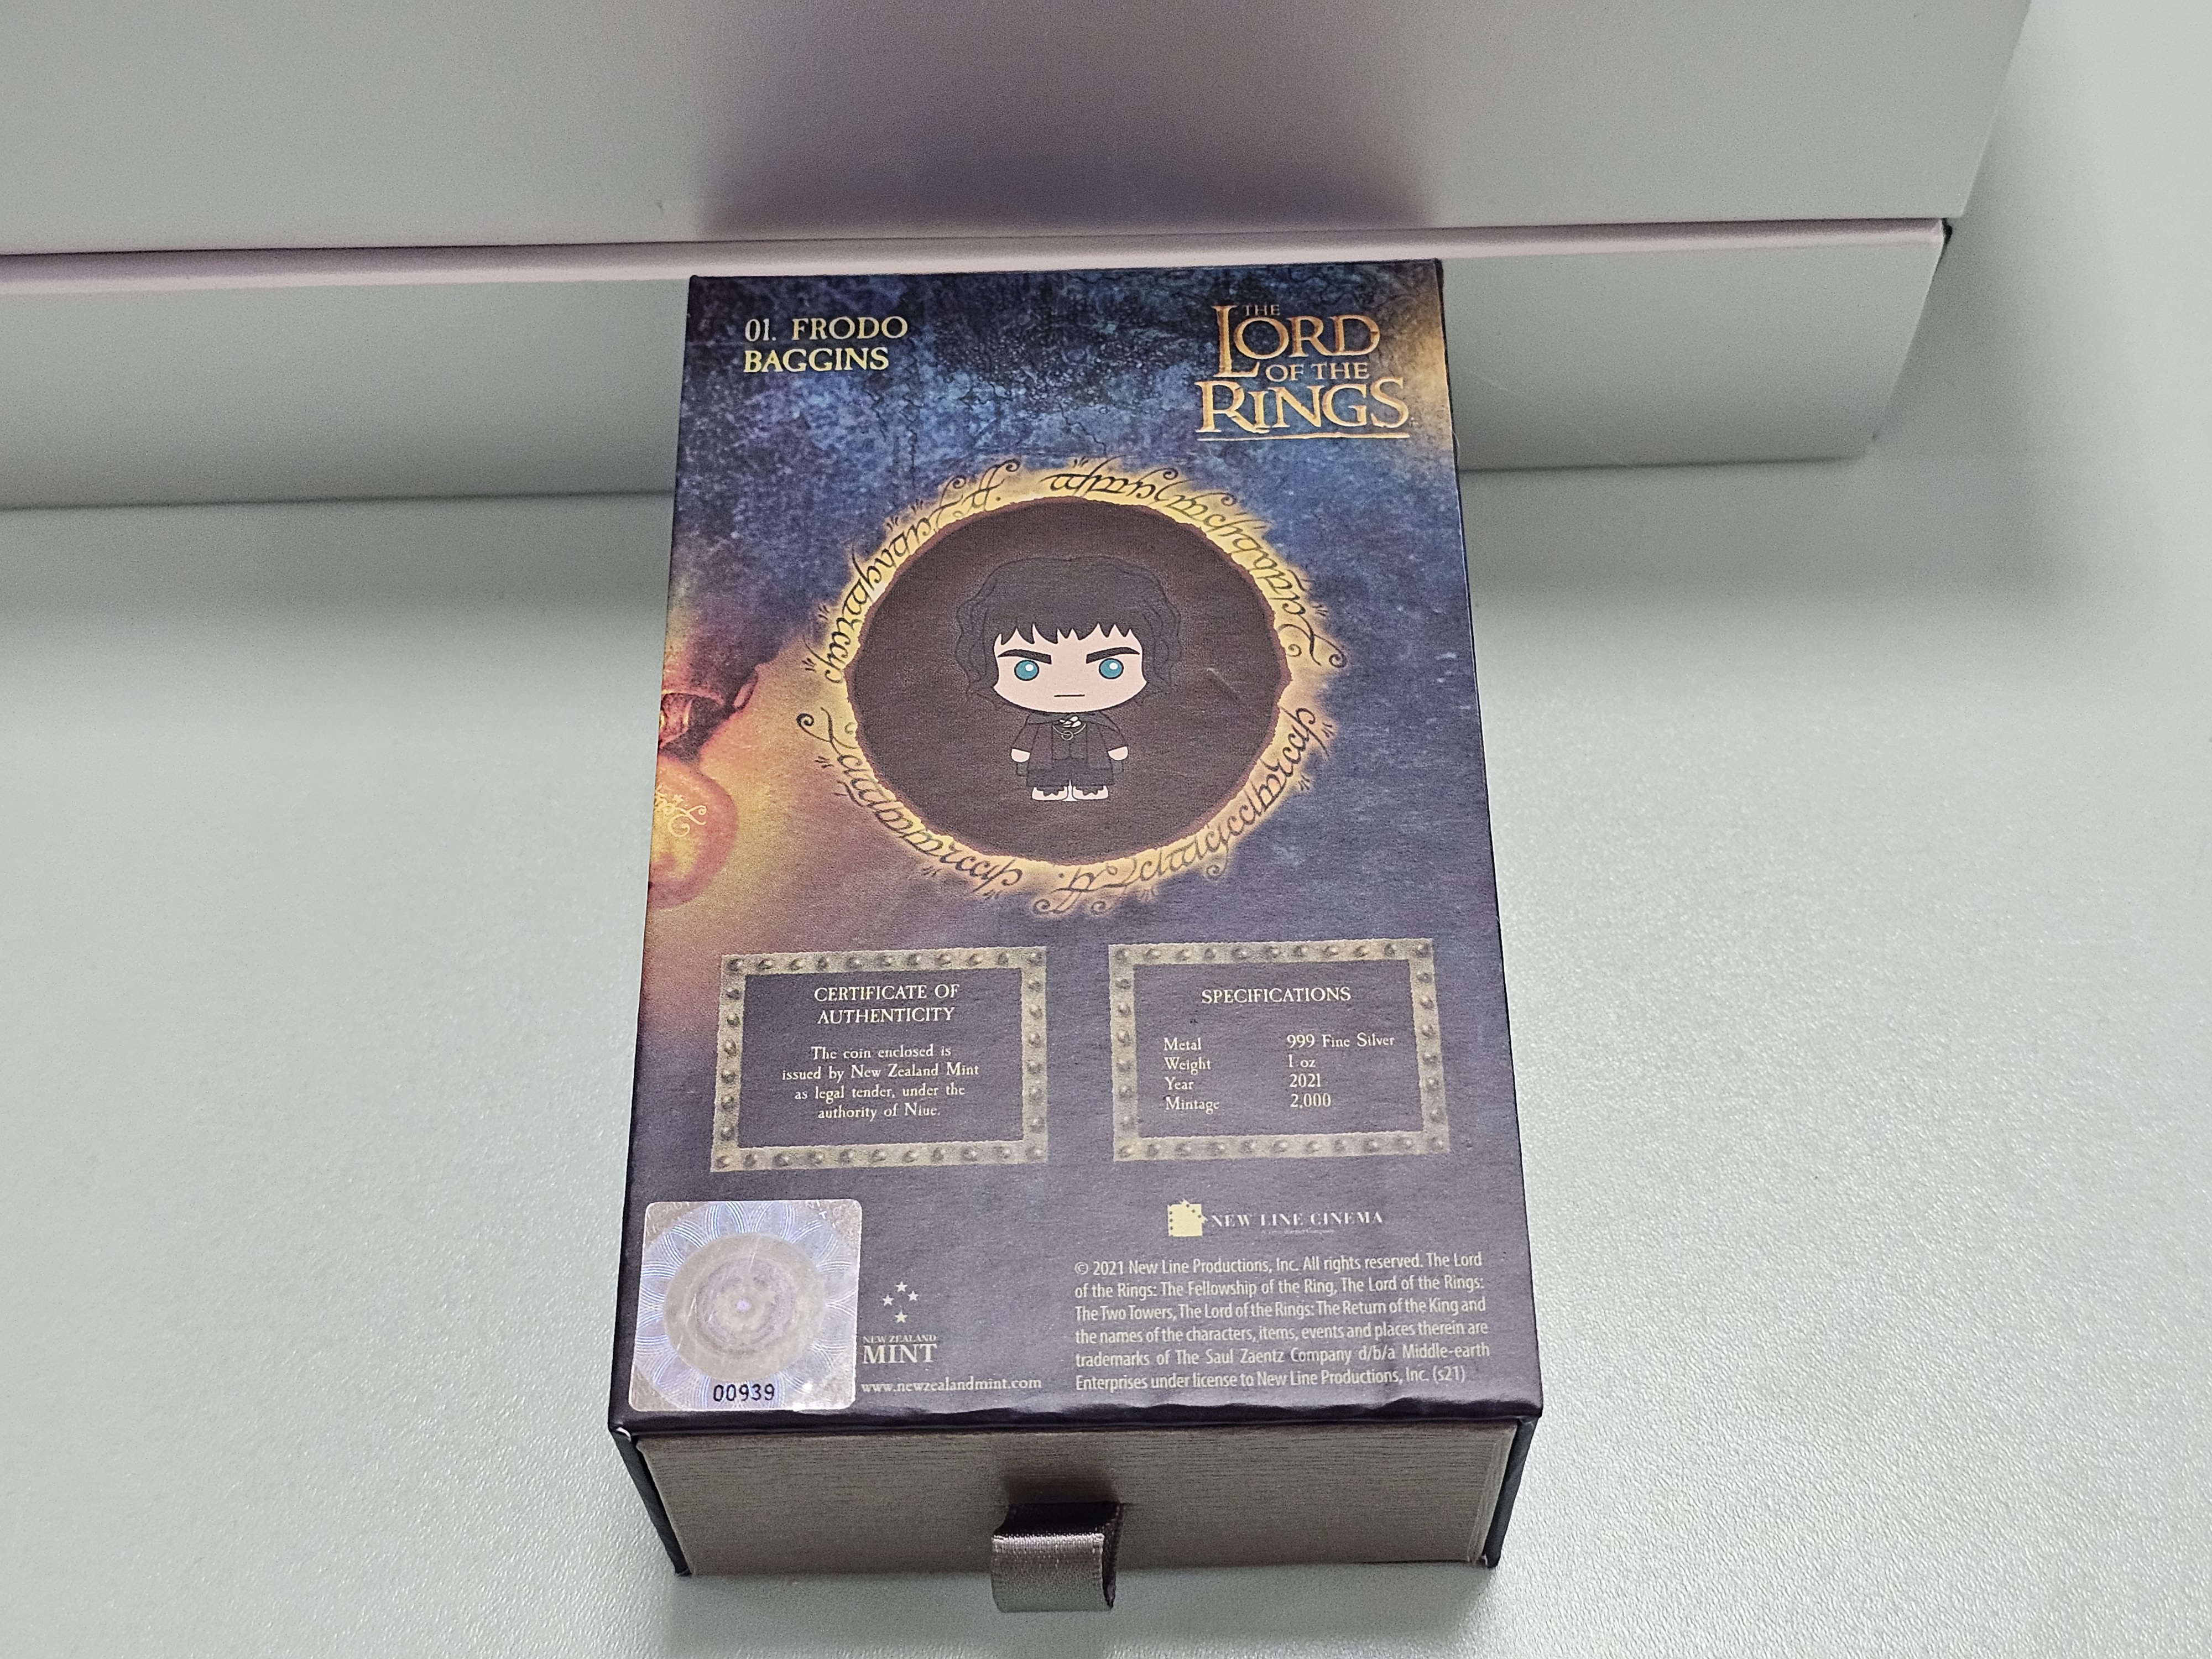 01. FRODO
BAGGINS
THE
LORD
OF THE
RINGS
CERTIFICATE OF
AUTHENTICITY
The coin enclosed is
issued by New Zealand Mint
as legal tender, under the
authority of Niue.
SPECIFICATIONS
Metal 999 Fine Silver
Weight 1 oz
Year 2021
Mintage 2,000
00939
NEW ZEALAND
MINT
www.newzealandmint.com
NEW LINE CINEMA
© 2021 New Line Productions, Inc. All rights reserved. The Lord
of the Rings: The Fellowship of the Ring, The Lord of the Rings:
The Two Towers, The Lord of the Rings: The Return of the King and
the names of the characters, items, events and places therein are
trademarks of The Saul Zaentz Company d/b/a Middle-earth
Enterprises under license to New Line Productions, Inc. (s21)